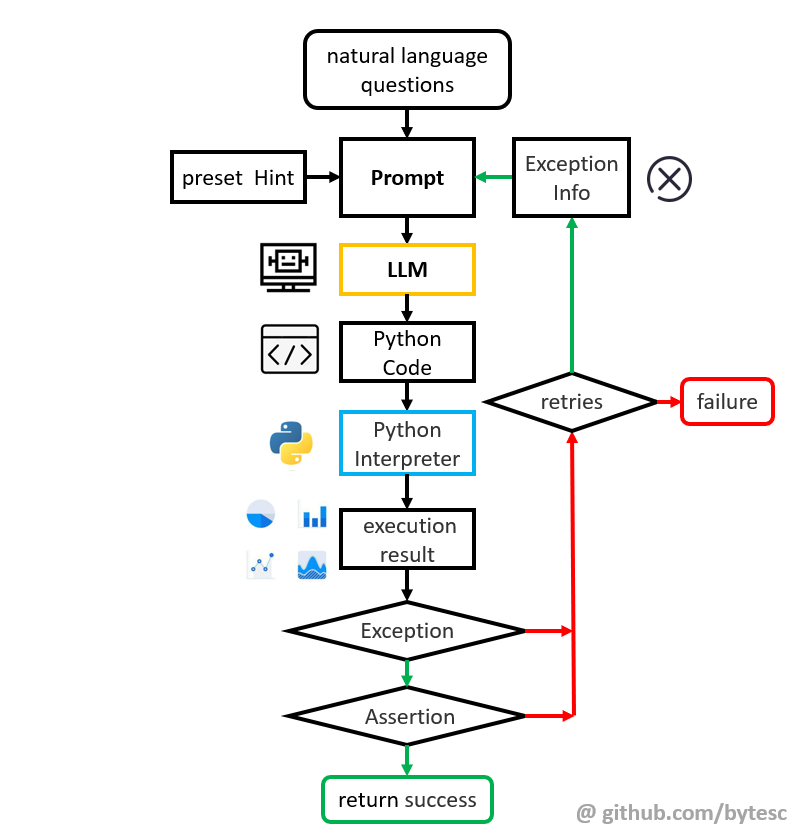 natural language
questions
preset  Hint
Prompt
Exception
Info
LLM
Python
Code
retries
failure
Python
Interpreter
execution
result
Exception
Assertion
return success
@ github.com/bytesc